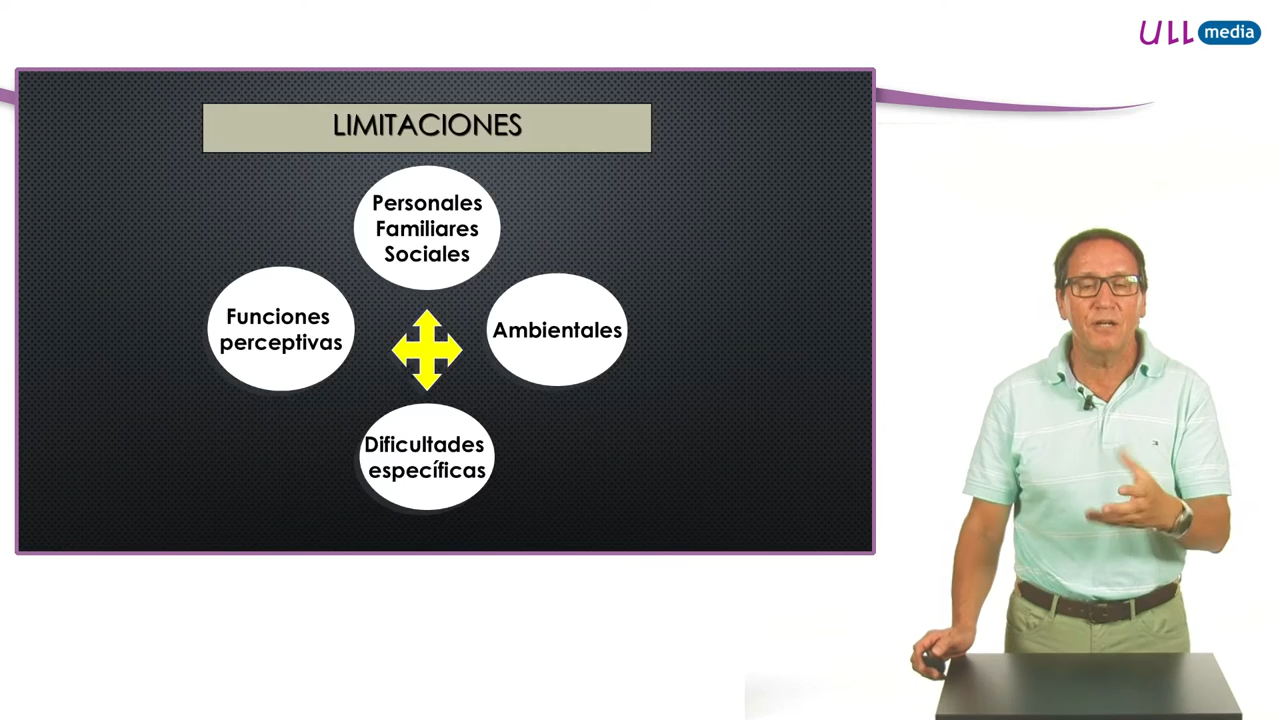 ULL media
LIMITACIONES
Personales
Familiares
Sociales
Funciones
perceptivas
Ambientales
Dificultades
específicas